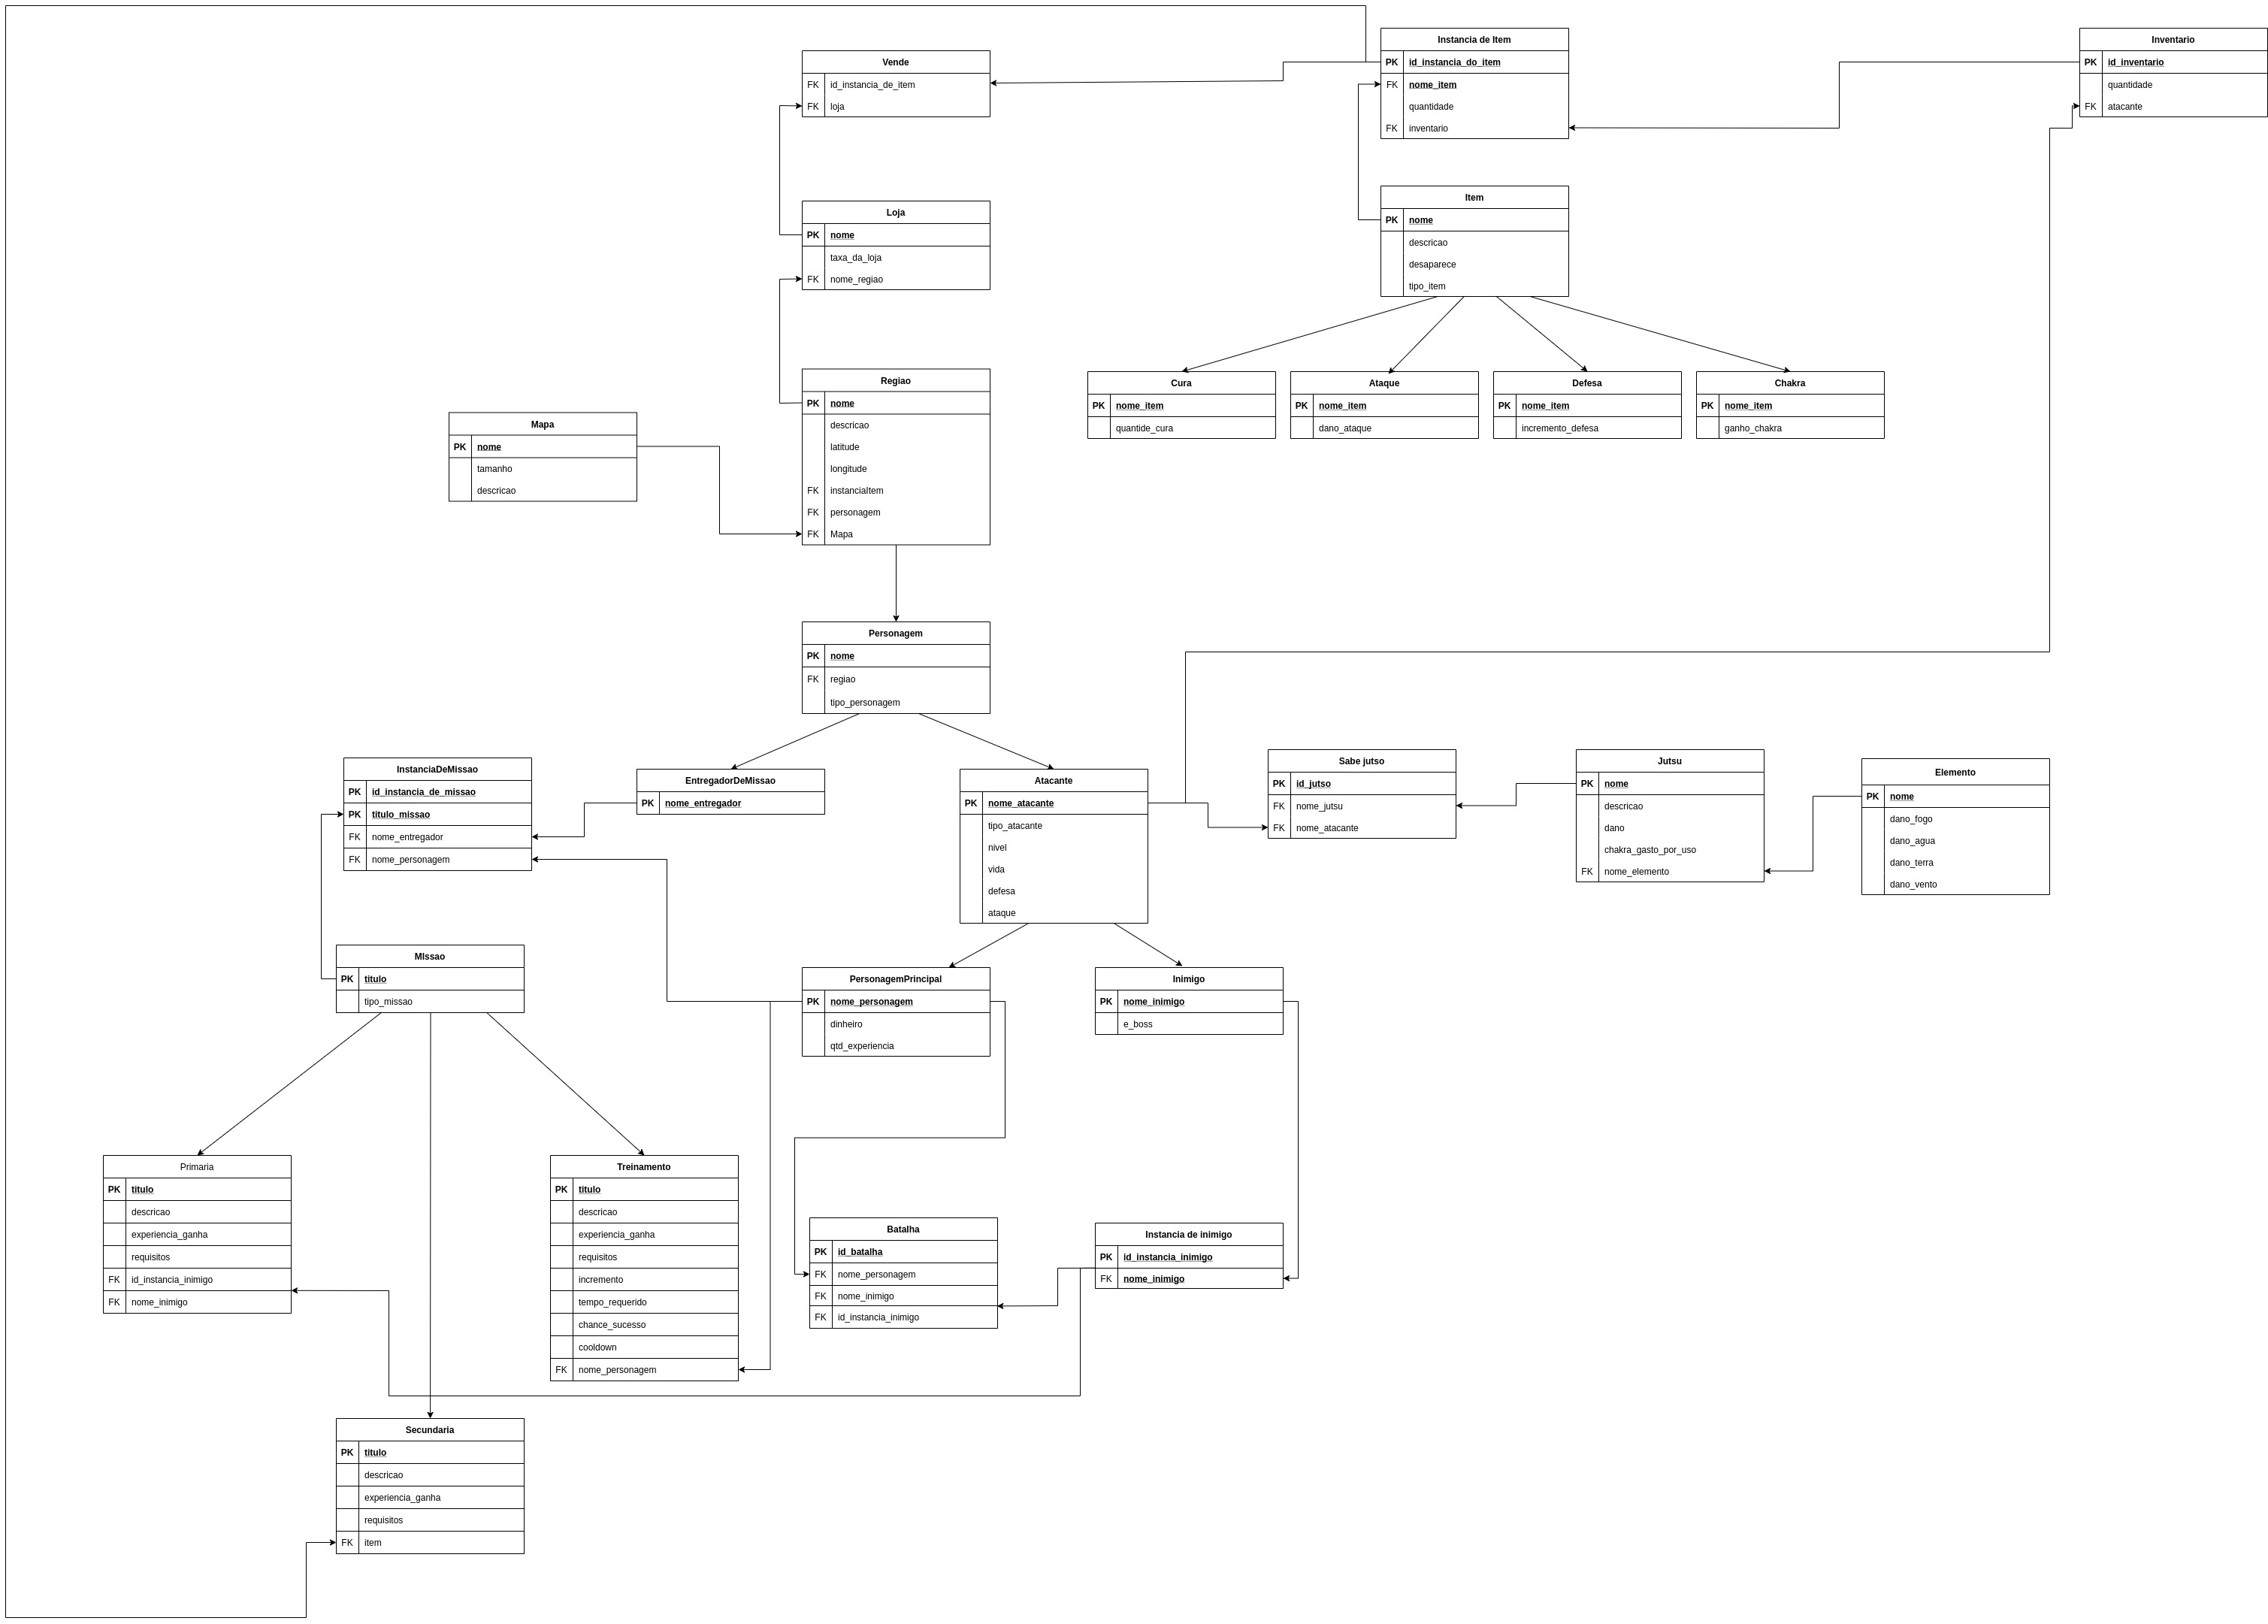 Vende
FK id_instancia_de_item
FK loja
Instancia de Item
PK id_instancia_do_item
FK nome_item
quantidade
FK inventario
Inventario
PK id_inventario
quantidade
FK atacante
Loja
PK nome
taxa_da_loja
FK nome_regiao
Item
PK nome
descricao
desaparece
tipo_item
Cura
PK nome_item
quantide_cura
Ataque
PK nome_item
dano_ataque
Defesa
PK nome_item
incremento_defesa
Chakra
PK nome_item
ganho_chakra
Regiao
PK nome
descricao
latitude
longitude
FK instanciaItem
FK personagem
FK Mapa
Mapa
PK nome
tamanho
descricao
Personagem
PK nome
FK regiao
tipo_personagem
InstanciaDeMissao
PK id_instancia_de_missao
PK titulo_missao
FK nome_entregador
FK nome_personagem
EntregadorDeMissao
PK nome_entregador
Atacante
PK nome_atacante
tipo_atacante
nivel
vida
defesa
ataque
Sabe jutso
PK id_jutso
FK nome_jutsu
FK nome_atacante
Jutsu
PK nome
descricao
dano
chakra_gasto_por_uso
FK nome_elemento
Elemento
PK nome
dano_fogo
dano_agua
dano_terra
dano_vento
MIssao
PK titulo
tipo_missao
PersonagemPrincipal
PK nome_personagem
dinheiro
qtd_experiencia
Inimigo
PK nome_inimigo
e_boss
Primaria
PK titulo
descricao
experiencia_ganha
requisitos
FK id_instancia_inimigo
FK nome_inimigo
Treinamento
PK titulo
descricao
experiencia_ganha
requisitos
incremento
tempo_requerido
chance_sucesso
cooldown
FK nome_personagem
Batalha
PK id_batalha
FK nome_personagem
FK nome_inimigo
FK id_instancia_inimigo
Instancia de inimigo
PK id_instancia_inimigo
FK nome_inimigo
Secundaria
PK titulo
descricao
experiencia_ganha
requisitos
FK item